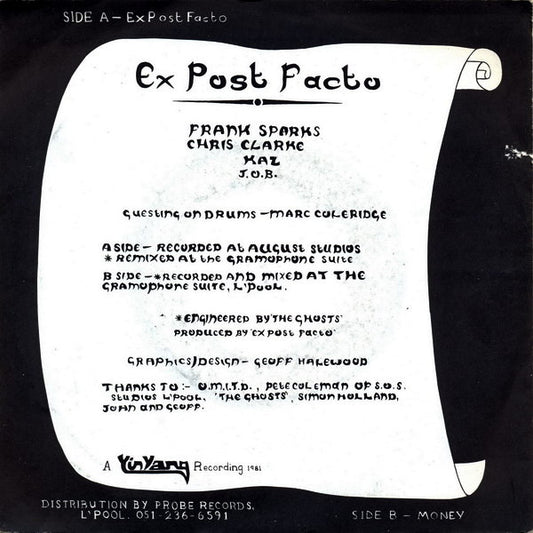 SIDE A - Ex Post Facto
Ex Post Facto
FRANK SPARKS
CHRIS CLARKE
KAZ
J.O.B.
GUESTING ON DRUMS - MARC COLERIDGE
A SIDE - RECORDED AT AUGUST STUDIOS
* REMIXED AT THE GRAMOPHONE SUITE
B SIDE - *RECORDED AND MIXED AT THE
GRAMOPHONE SUITE, L'POOL.
*ENGINEERED BY 'THE GHOSTS'
PRODUCED BY 'EX POST FACTO'
GRAPHICS/DESIGN - GEOFF HALEWOOD
THANKS TO :- O.M.I.T.D., PETE COLEMAN OF S.O.S.
STUDIOS L'POOL, 'THE GHOSTS', SIMON HOLLAND,
JOHN AND GEOFF.
A Yin Yang Recording 1981
DISTRIBUTION BY PROBE RECORDS,
L'POOL. 051-236-6591
SIDE B - MONEY